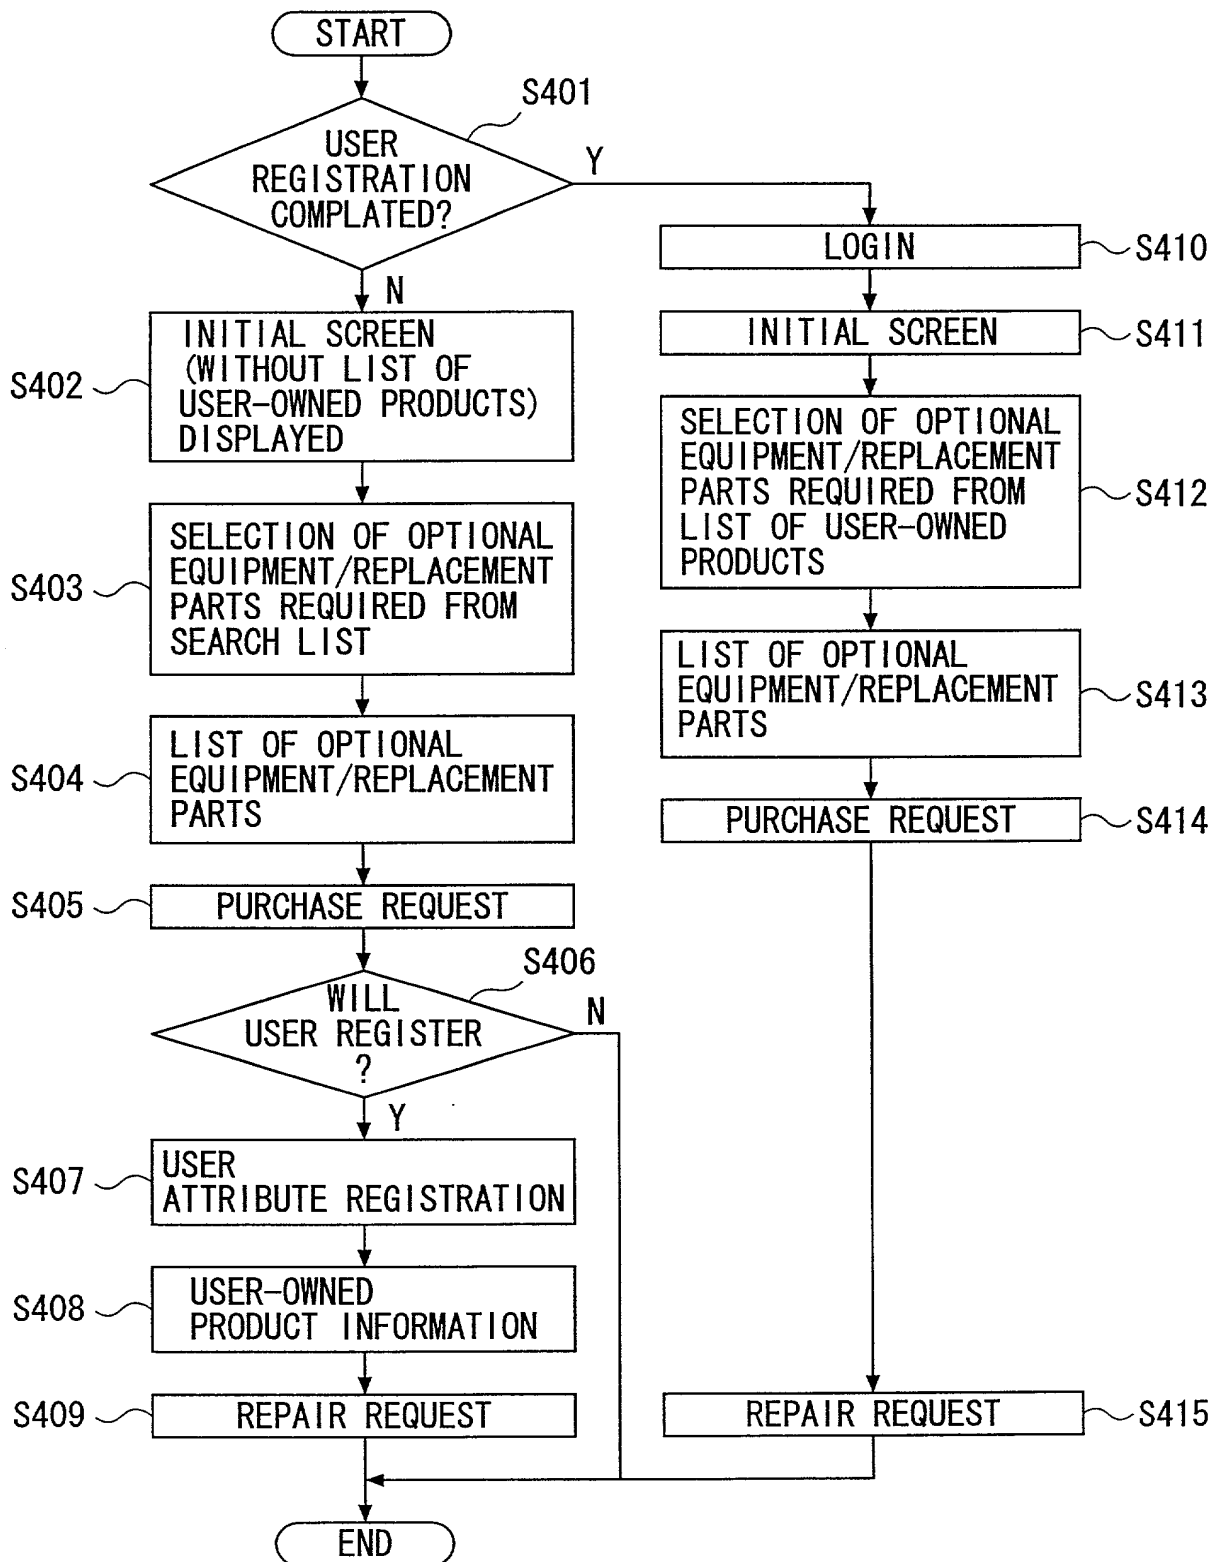 START
S401
USER
REGISTRATION
COMPLATED?
Y
N
S402
INITIAL SCREEN
(WITHOUT LIST OF
USER-OWNED PRODUCTS)
DISPLAYED
S403
SELECTION OF OPTIONAL
EQUIPMENT/REPLACEMENT
PARTS REQUIRED FROM
SEARCH LIST
S404
LIST OF OPTIONAL
EQUIPMENT/REPLACEMENT
PARTS
S405
PURCHASE REQUEST
S406
WILL
USER REGISTER
?
N
Y
S407
USER
ATTRIBUTE REGISTRATION
S408
USER-OWNED
PRODUCT INFORMATION
S409
REPAIR REQUEST
LOGIN
S410
INITIAL SCREEN
S411
SELECTION OF OPTIONAL
EQUIPMENT/REPLACEMENT
PARTS REQUIRED FROM
LIST OF USER-OWNED
PRODUCTS
S412
LIST OF OPTIONAL
EQUIPMENT/REPLACEMENT
PARTS
S413
PURCHASE REQUEST
S414
REPAIR REQUEST
S415
END